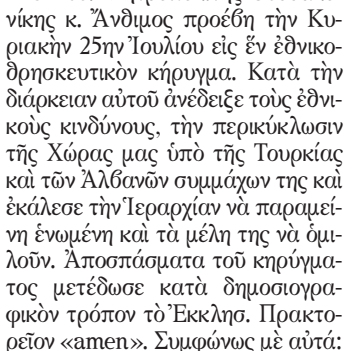 νίκης κ. Ἄνθιμος προέβη τὴν Κυ-
ριακὴν 25ην Ἰουλίου εἰς ἕν ἐθνικο-
θρησκευτικὸν κήρυγμα. Κατὰ τὴν
διάρκειαν αὐτοῦ ἀνέδειξε τοὺς ἐθνι-
κοὺς κινδύνους, τὴν περικύκλωσιν
τῆς Χώρας μας ὑπὸ τῆς Τουρκίας
καὶ τῶν Ἀλβανῶν συμμάχων της καὶ
ἐκάλεσε τὴν Ἱεραρχίαν νὰ παραμεί-
νη ἑνωμένη καὶ τὰ μέλη της νὰ ὁμι-
λοῦν. Ἀποσπάσματα τοῦ κηρύγμα-
τος μετέδωσε κατὰ δημοσιογρα-
φικὸν τρόπον τὸ Ἐκκλησ. Πρακτο-
ρεῖον «amen». Συμφώνως μὲ αὐτά: